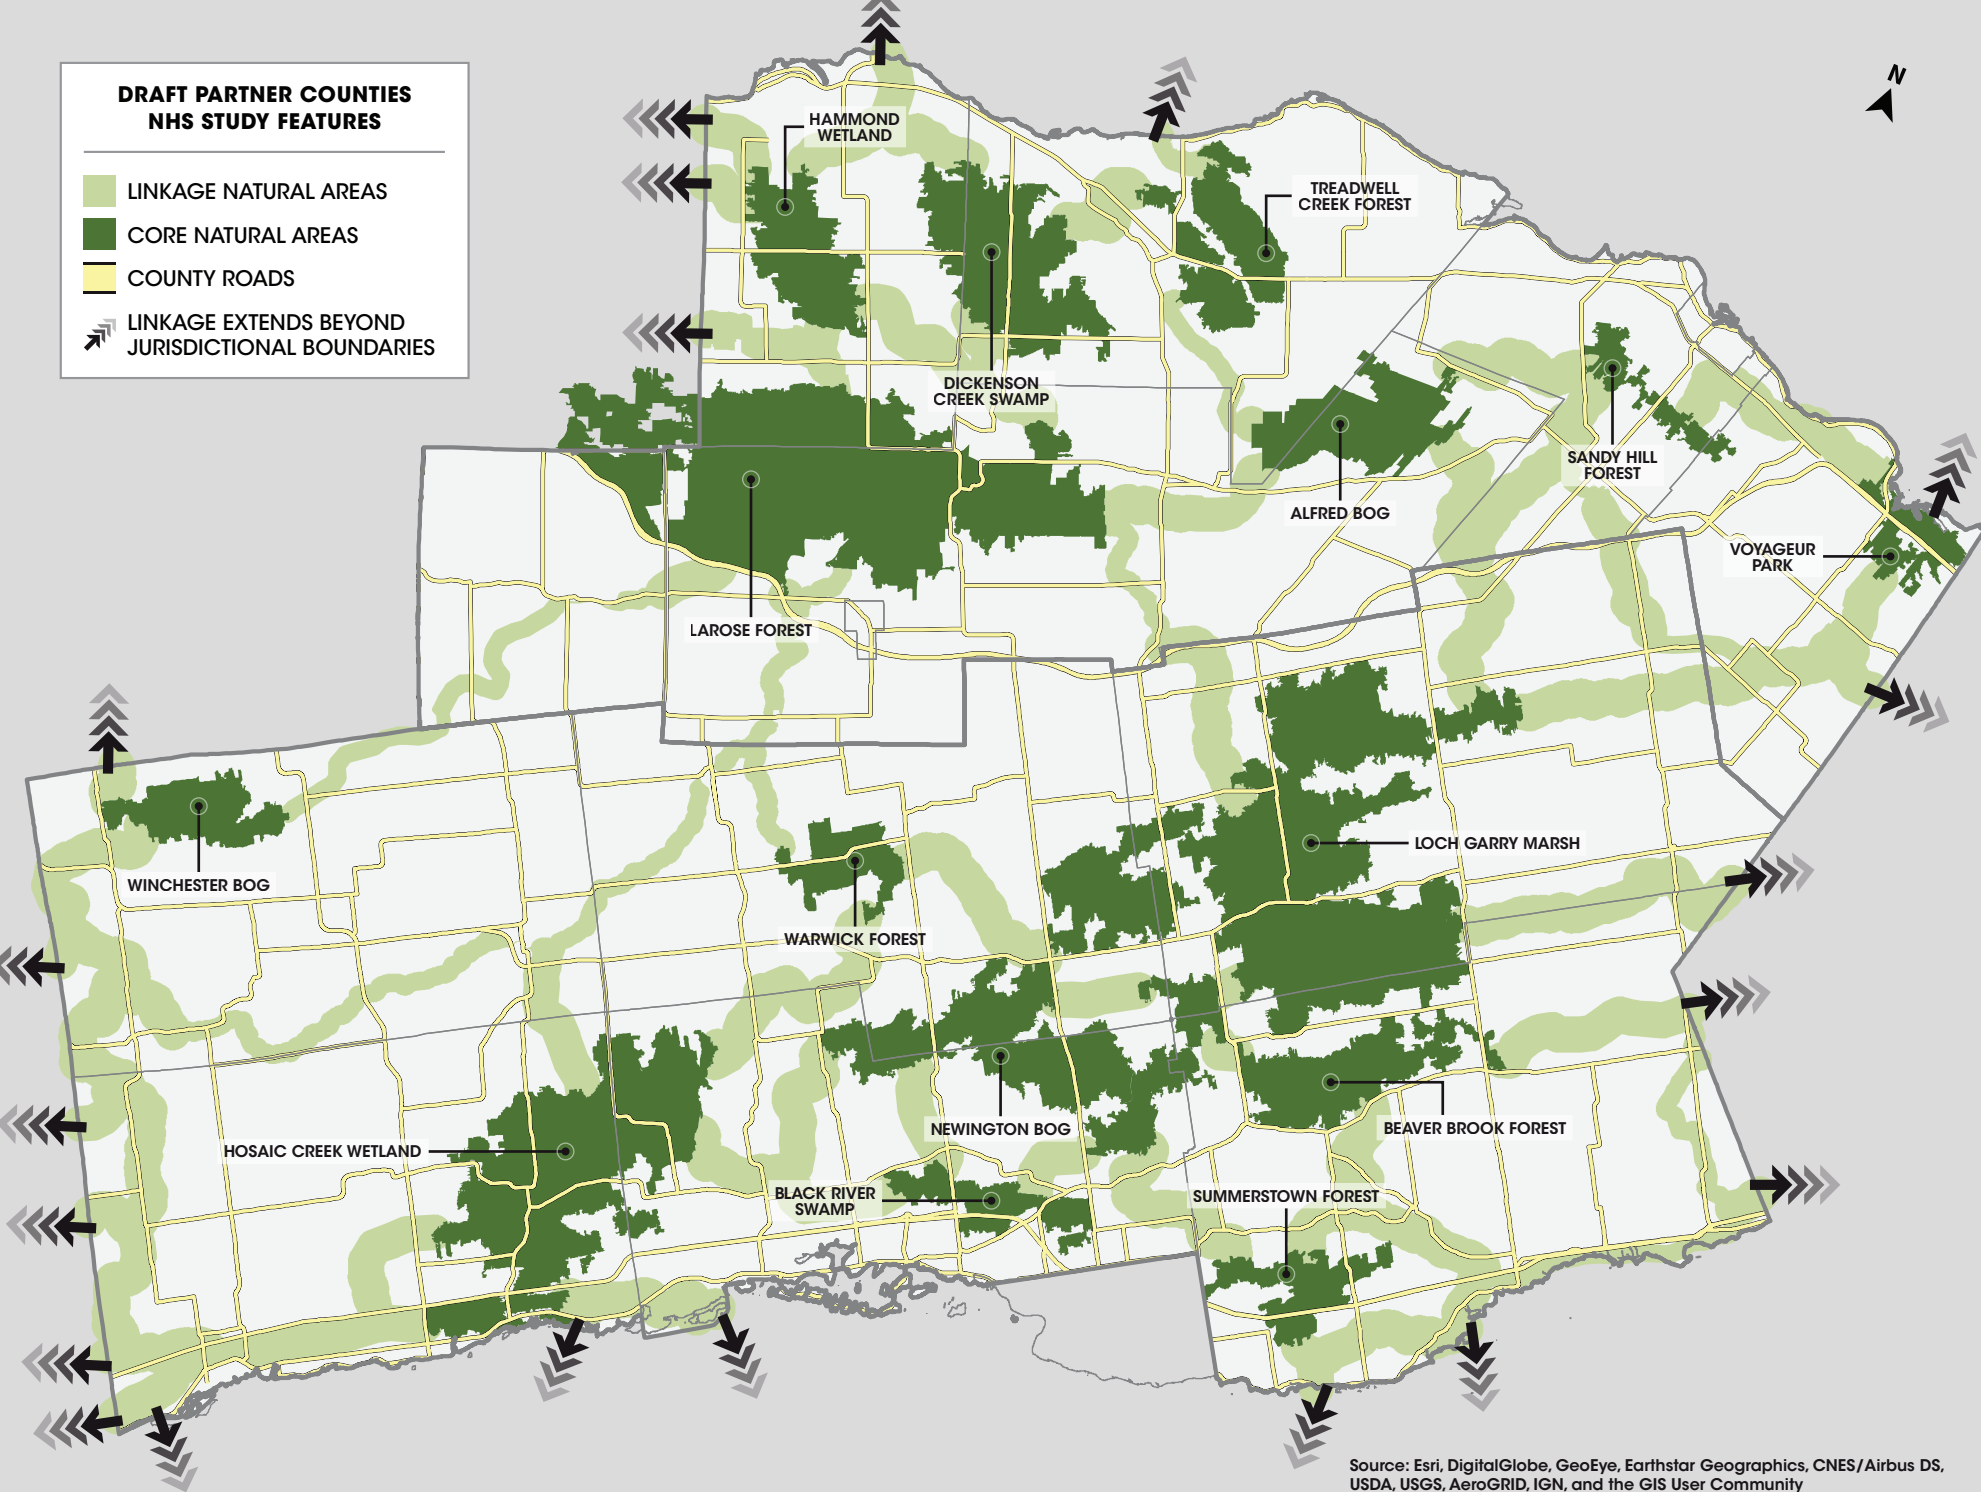 DRAFT PARTNER COUNTIES
NHS STUDY FEATURES
LINKAGE NATURAL AREAS
CORE NATURAL AREAS
COUNTY ROADS
LINKAGE EXTENDS BEYOND
JURISDICTIONAL BOUNDARIES
N
HAMMOND
WETLAND
TREADWELL
CREEK FOREST
DICKENSON
CREEK SWAMP
SANDY HILL
FOREST
ALFRED BOG
VOYAGEUR
PARK
LAROSE FOREST
LOCH GARRY MARSH
WINCHESTER BOG
WARWICK FOREST
NEWINGTON BOG
BEAVER BROOK FOREST
HOSAIC CREEK WETLAND
BLACK RIVER
SWAMP
SUMMERSTOWN FOREST
Source: Esri, DigitalGlobe, GeoEye, Earthstar Geographics, CNES/Airbus DS,
USDA, USGS, AeroGRID, IGN, and the GIS User Community